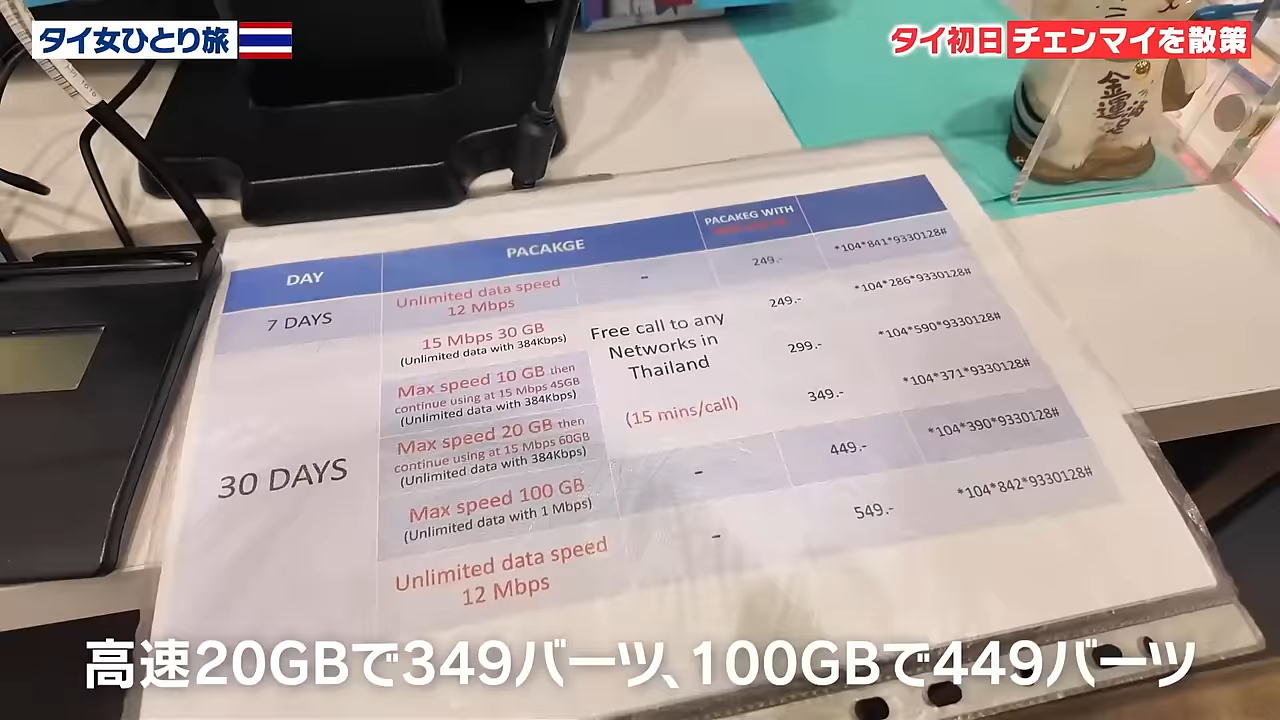 タイ女ひとり旅
タイ初日 チェンマイを散策
DAY
PACAKGE
PACAKEG WITH
7 DAYS
Unlimited data speed
12 Mbps
-
249.-
*104*841*9330128#
30 DAYS
15 Mbps 30 GB
(Unlimited data with 384Kbps)
Free call to any
Networks in
Thailand
(15 mins/call)
249.-
*104*286*9330128#
Max speed 10 GB then
continue using at 15 Mbps 45GB
(Unlimited data with 384Kbps)
299.-
*104*590*9330128#
Max speed 20 GB then
continue using at 15 Mbps 60GB
(Unlimited data with 384Kbps)
349.-
*104*371*9330128#
Max speed 100 GB
(Unlimited data with 1 Mbps)
-
449.-
*104*390*9330128#
Unlimited data speed
12 Mbps
-
549.-
*104*842*9330128#
高速20GBで349バーツ、100GBで449バーツ